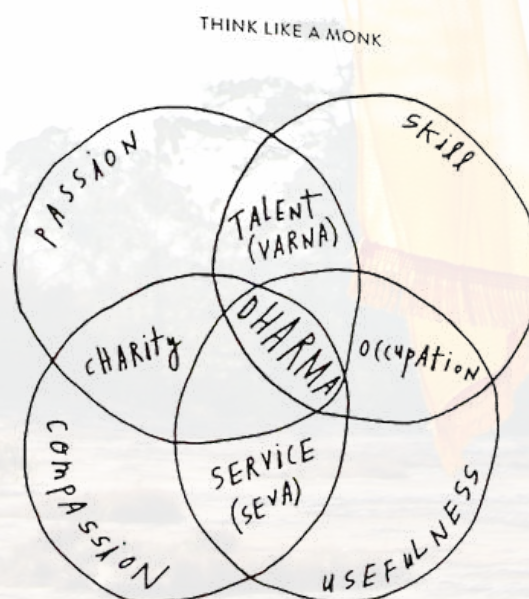 THINK LIKE A MONK
PASSION
SKiLL
TALENT
(VARNA)
DHARMA
CHARity
OCCUPAtiON
SERViCE
(SEVA)
COMPASSiON
USEFULNESS